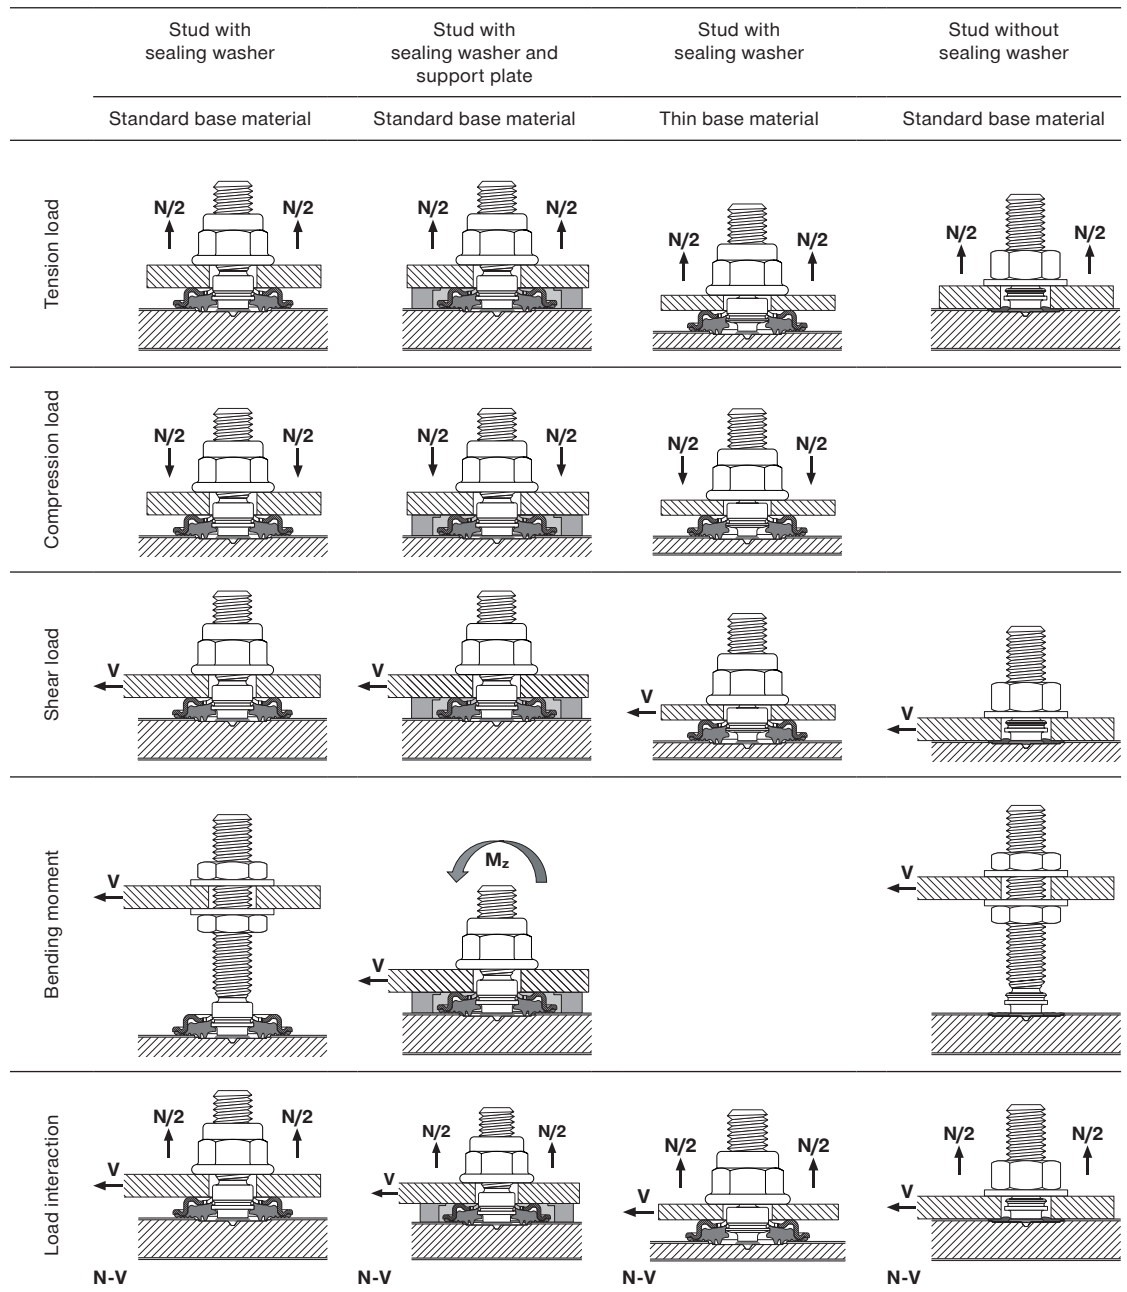 Stud with
sealing washer
Stud with
sealing washer and
support plate
Stud with
sealing washer
Stud without
sealing washer
Standard base material
Standard base material
Thin base material
Standard base material
Tension load
N/2 N/2
N/2 N/2
N/2 N/2
N/2 N/2
Compression load
N/2 N/2
N/2 N/2
N/2 N/2
Shear load
V
V
V
V
Bending moment
V
Mz
V
V
Load interaction
N/2 N/2
V
N-V
N/2 N/2
V
N-V
N/2 N/2
V
N-V
N/2 N/2
V
N-V